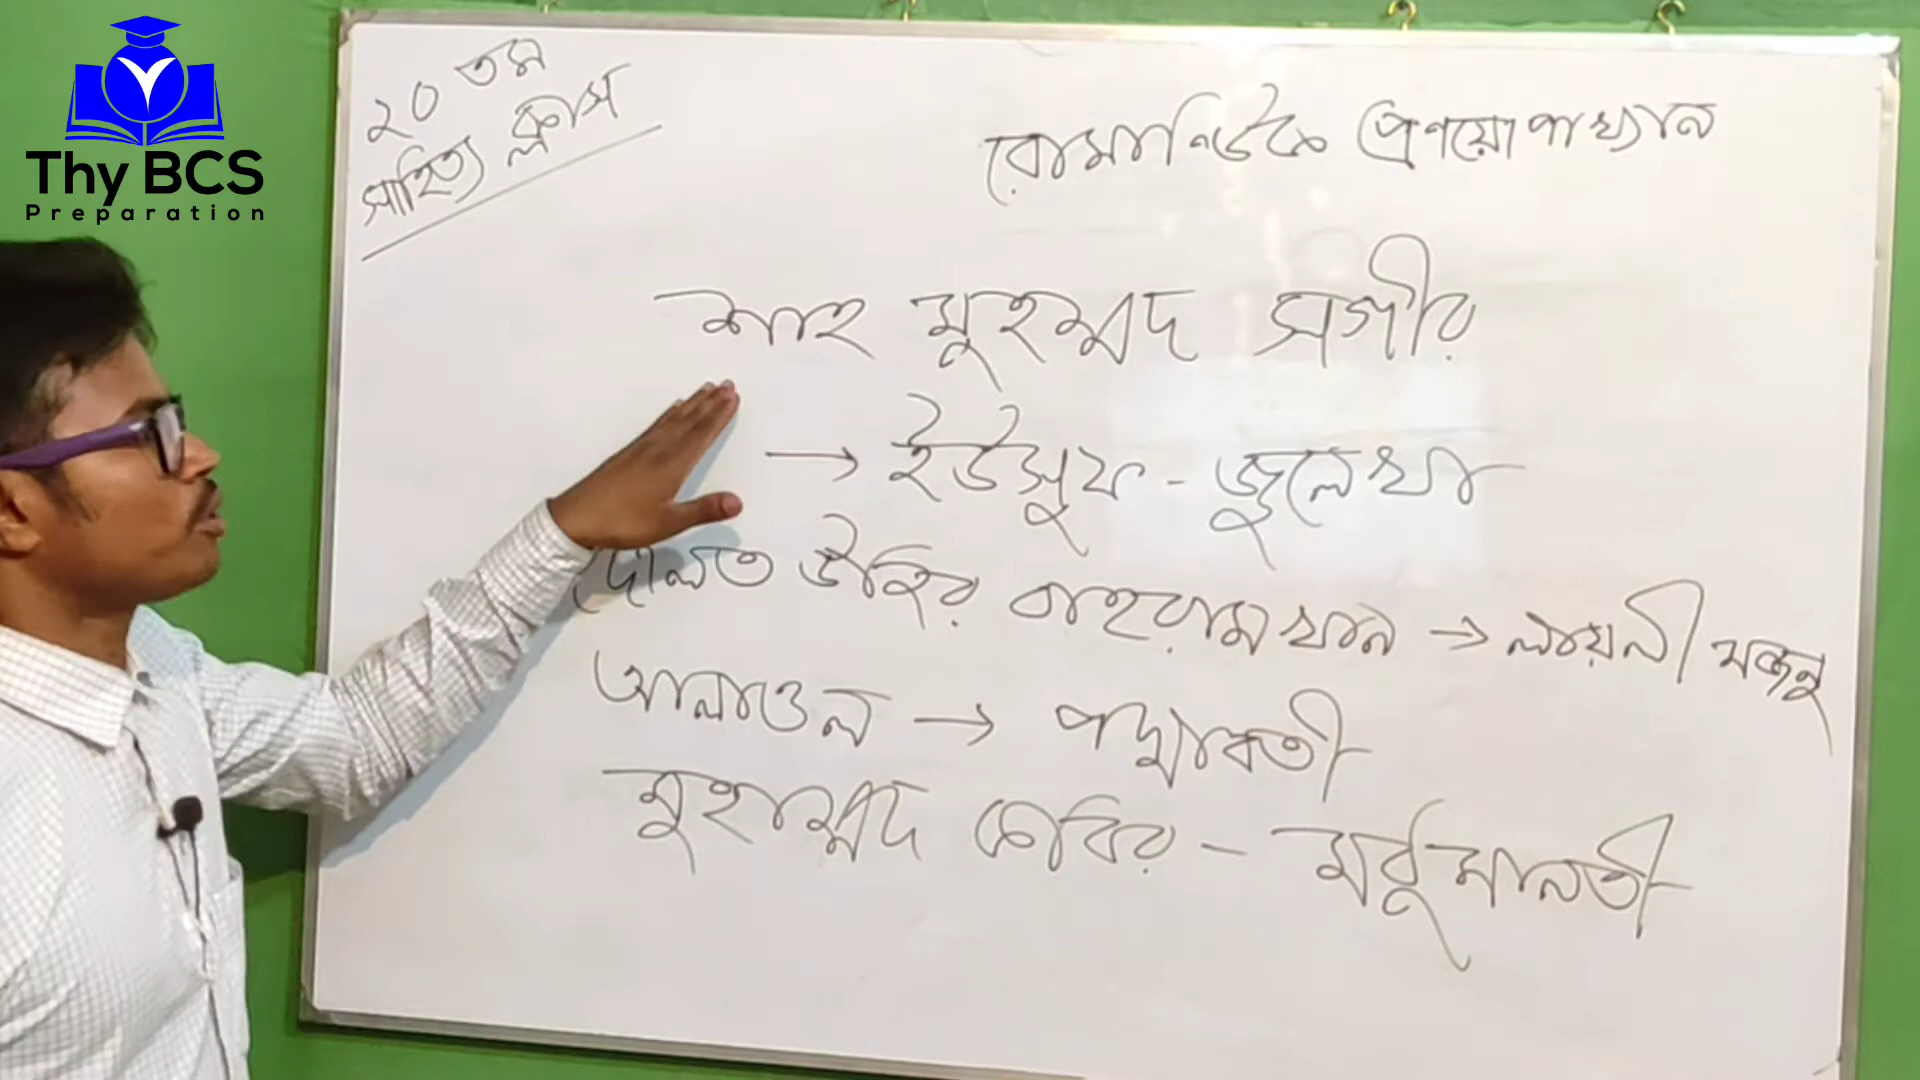 Thy BCS
Preparation
২০ তম
সাহিত্য ক্লাস
রোমান্টিক প্রণয়োপাখ্যান
শাহ মুহম্মদ সগীর
→ ইউসুফ - জুলেখা
দৌলত উজির বাহরাম খান → লায়লী মজনু
আলাওল → পদ্মাবতী
মুহাম্মদ কবির - মধুমালতী